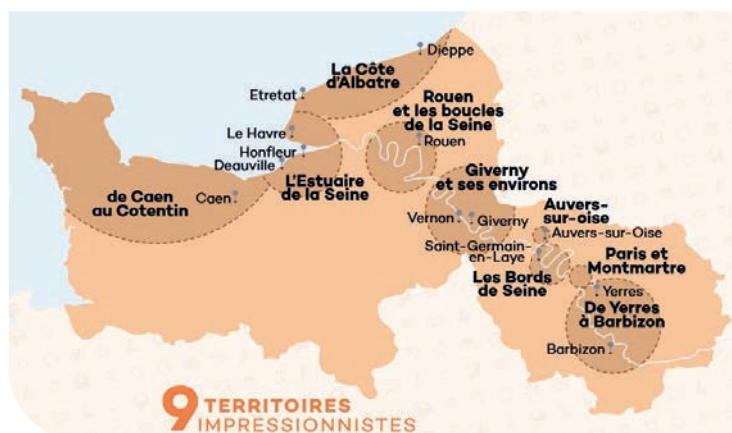 Dieppe
La Côte
d'Albatre
Etretat
Rouen
et les boucles
de la Seine
Le Havre
Rouen
Honfleur
Deauville
Giverny
et ses environs
L'Estuaire
de la Seine
de Caen
au Cotentin
Caen
Auvers-
sur-oise
Vernon
Giverny
Auvers-sur-Oise
Saint-Germain-
en-Laye
Paris et
Montmartre
Les Bords
de Seine
Yerres
De Yerres
à Barbizon
Barbizon
9 TERRITOIRES
IMPRESSIONNISTES